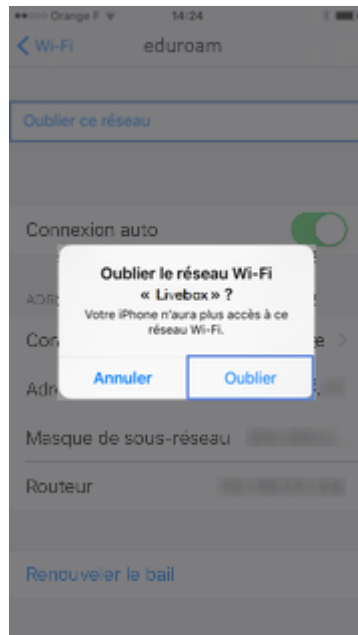 Orange F 14:24
Wi-Fi eduroam
Oublier ce réseau
Connexion auto
Oublier le réseau Wi-Fi
« Livebox » ?
Votre iPhone n'aura plus accès à ce
réseau Wi-Fi.
Annuler Oublier
Masque de sous-réseau
Routeur
Renouveler le bail